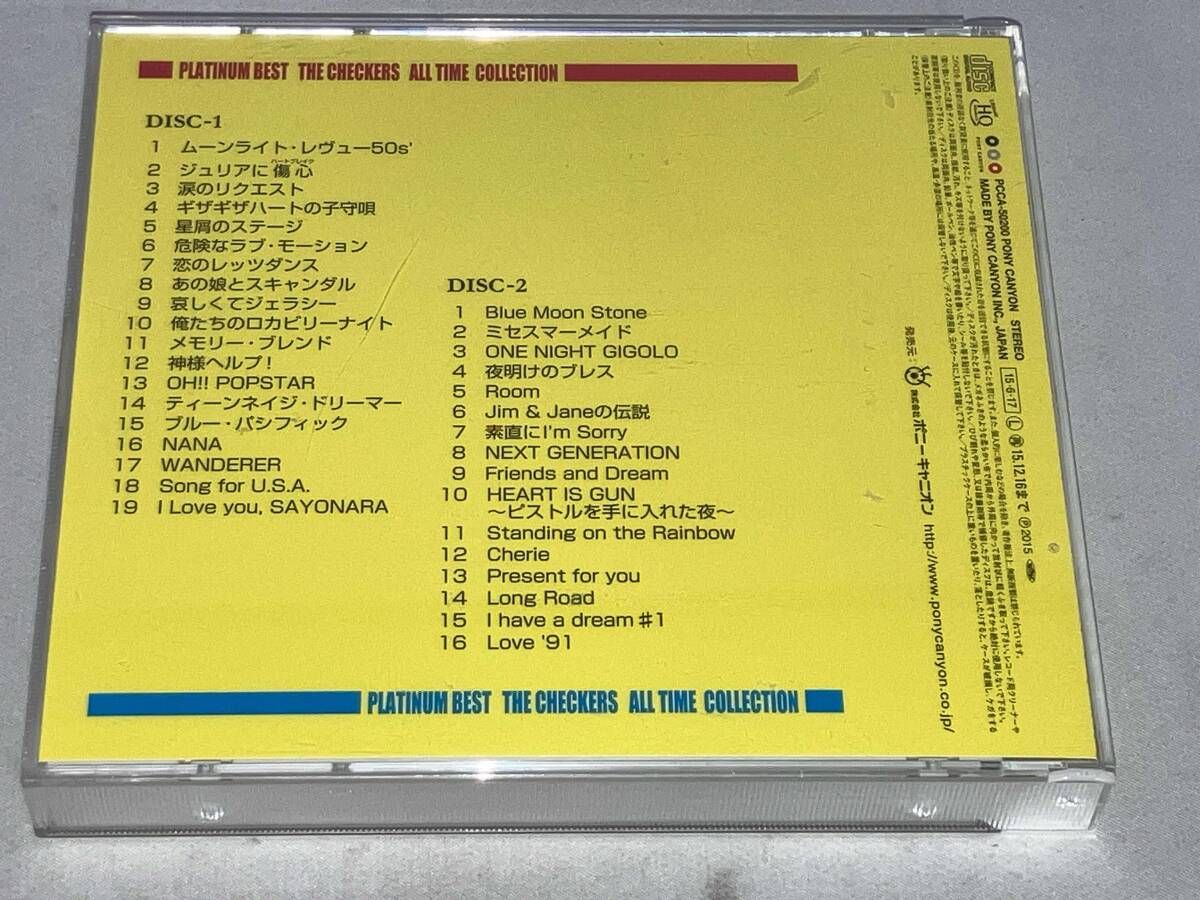 PLATINUM BEST THE CHECKERS ALL TIME COLLECTION
DISC-1
1 ムーンライト・レヴュー50s'
ハートブレイク
2 ジュリアに傷心
3 涙のリクエスト
4 ギザギザハートの子守唄
5 星屑のステージ
6 危険なラブ・モーション
7 恋のレッツダンス
8 あの娘とスキャンダル
9 哀しくてジェラシー
10 俺たちのロカビリーナイト
11 メモリー・ブレンド
12 神様ヘルプ!
13 OH!! POPSTAR
14 ティーンネイジ・ドリーマー
15 ブルー・パシフィック
16 NANA
17 WANDERER
18 Song for U.S.A.
19 I Love you, SAYONARA
DISC-2
1 Blue Moon Stone
2 ミセスマーメイド
3 ONE NIGHT GIGOLO
4 夜明けのブレス
5 Room
6 Jim & Janeの伝説
7 素直にI'm Sorry
8 NEXT GENERATION
9 Friends and Dream
10 HEART IS GUN
～ピストルを手に入れた夜～
11 Standing on the Rainbow
12 Cherie
13 Present for you
14 Long Road
15 I have a dream #1
16 Love '91
PLATINUM BEST THE CHECKERS ALL TIME COLLECTION
disc
HQ
PONY CANYON
PCCA-50200 PONY CANYON STEREO
MADE BY PONY CANYON INC., JAPAN 15・6・17 L 再 15.12.16まで ℗2015
発売元: 株式会社ポニーキャニオン http://www.ponycanyon.co.jp/